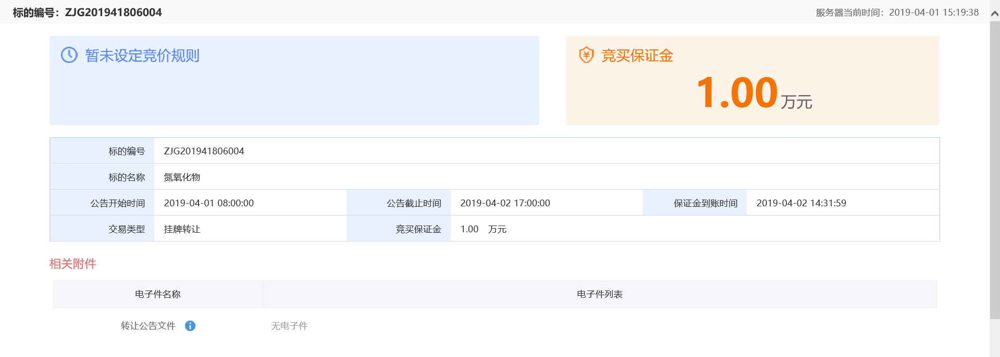 标的编号：ZJG201941806004
服务器当前时间：2019-04-01 15:19:38
暂未设定竞价规则
竞买保证金
1.00万元
标的编号 ZJG201941806004
标的名称 氮氧化物
公告开始时间 2019-04-01 08:00:00 公告截止时间 2019-04-02 17:00:00 保证金到账时间 2019-04-02 14:31:59
交易类型 挂牌转让 竞买保证金 1.00 万元
相关附件
电子件名称 电子件列表
转让公告文件 无电子件